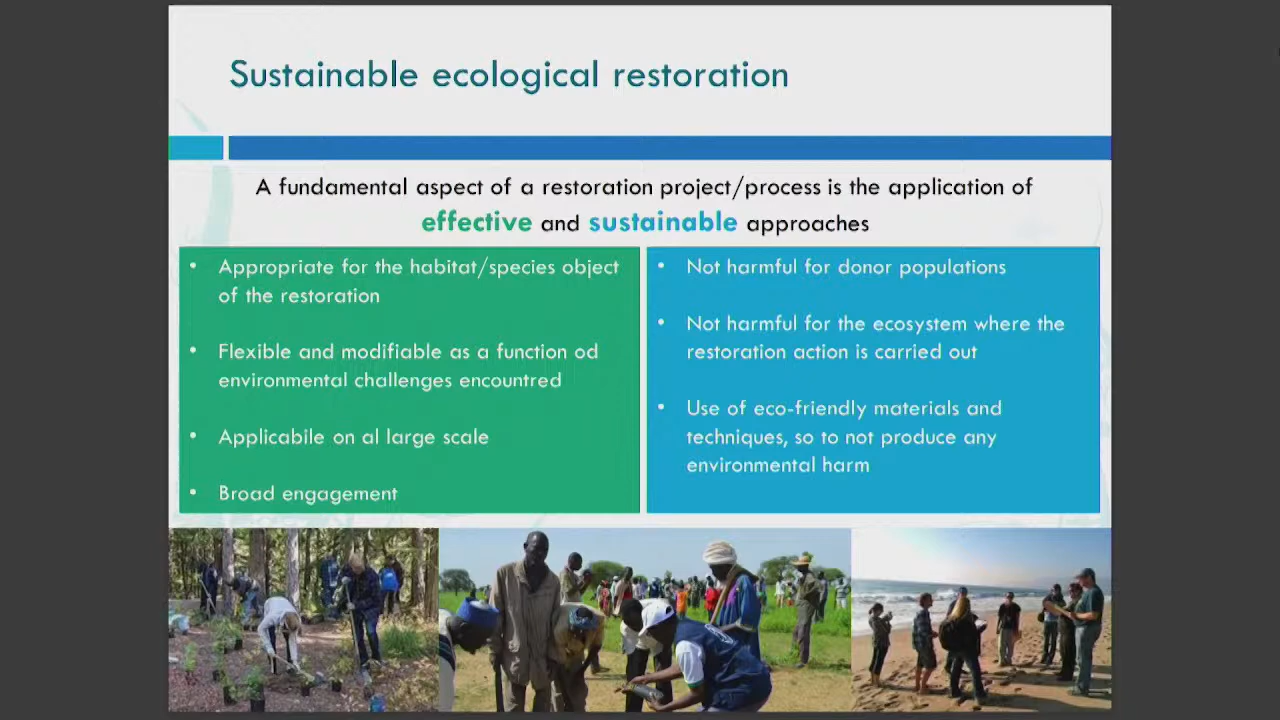 Sustainable ecological restoration
A fundamental aspect of a restoration project/process is the application of
effective and sustainable approaches
• Appropriate for the habitat/species object
of the restoration
• Flexible and modifiable as a function od
environmental challenges encountred
• Applicabile on al large scale
• Broad engagement
• Not harmful for donor populations
• Not harmful for the ecosystem where the
restoration action is carried out
• Use of eco-friendly materials and
techniques, so to not produce any
environmental harm